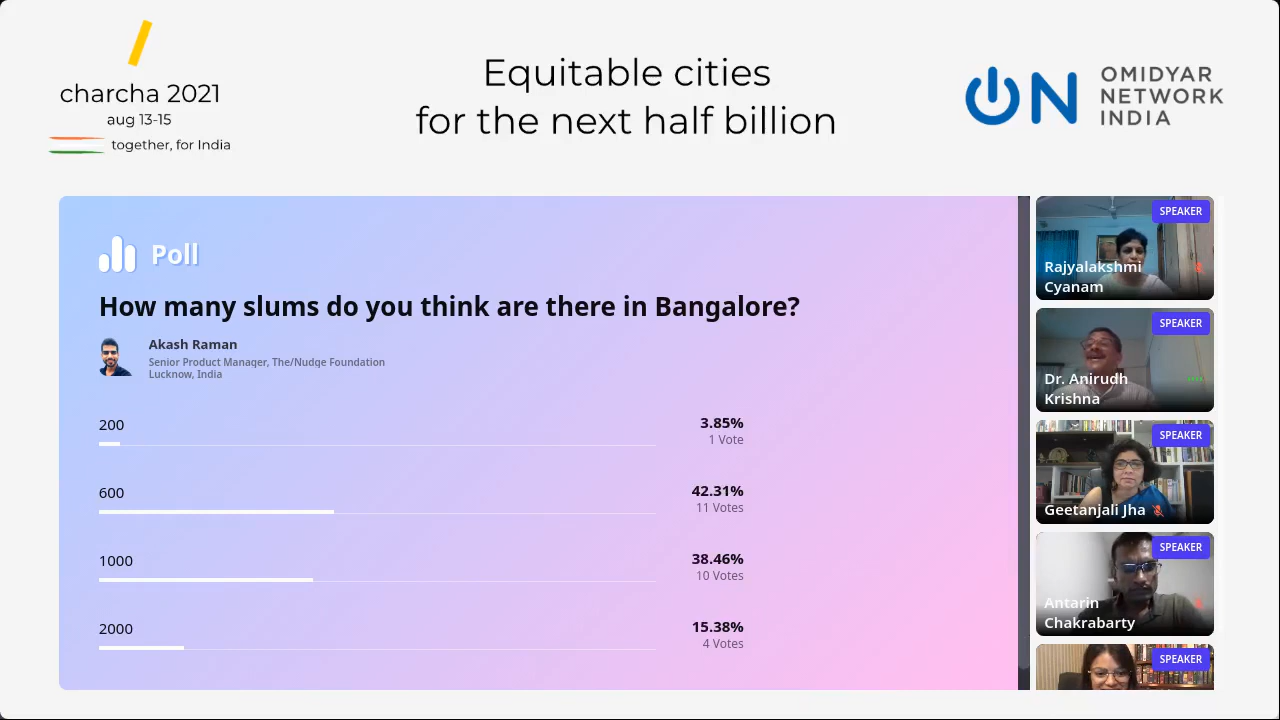 charcha 2021
aug 13-15
together, for India
Equitable cities
for the next half billion
ON
OMIDYAR
NETWORK
INDIA
Poll
How many slums do you think are there in Bangalore?
Akash Raman
Senior Product Manager, The/Nudge Foundation
Lucknow, India
200
3.85%
1 Vote
600
42.31%
11 Votes
1000
38.46%
10 Votes
2000
15.38%
4 Votes
SPEAKER
Rajyalakshmi
Cyanam
SPEAKER
Dr. Anirudh
Krishna
SPEAKER
Geetanjali Jha
SPEAKER
Antarin
Chakrabarty
SPEAKER